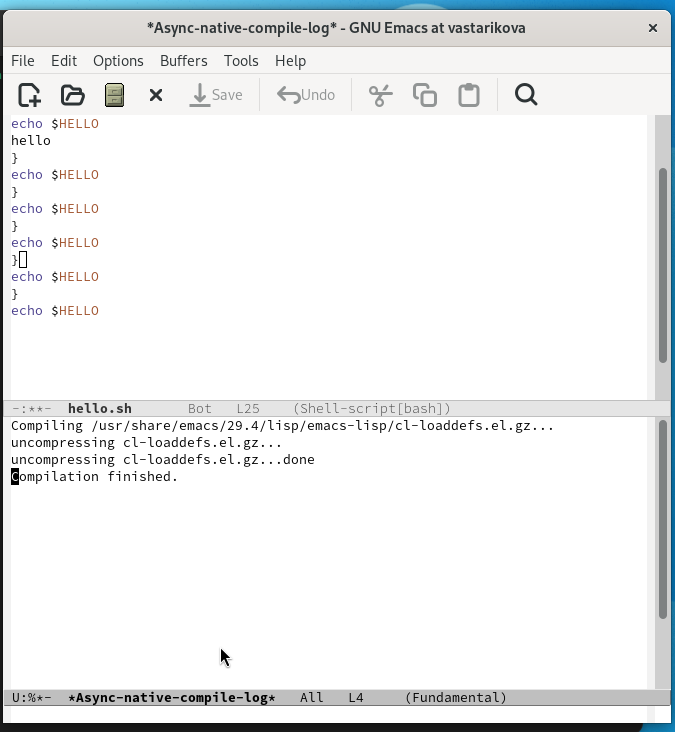 *Async-native-compile-log* - GNU Emacs at vastarikova
File Edit Options Buffers Tools Help
Save Undo
echo $HELLO
hello
}
echo $HELLO
}
echo $HELLO
}
echo $HELLO
}
echo $HELLO
}
echo $HELLO
-:**-  hello.sh       Bot   L25    (Shell-script[bash])
Compiling /usr/share/emacs/29.4/lisp/emacs-lisp/cl-loaddefs.el.gz...
uncompressing cl-loaddefs.el.gz...
uncompressing cl-loaddefs.el.gz...done
Compilation finished.
U:%*-  *Async-native-compile-log*   All   L4     (Fundamental)